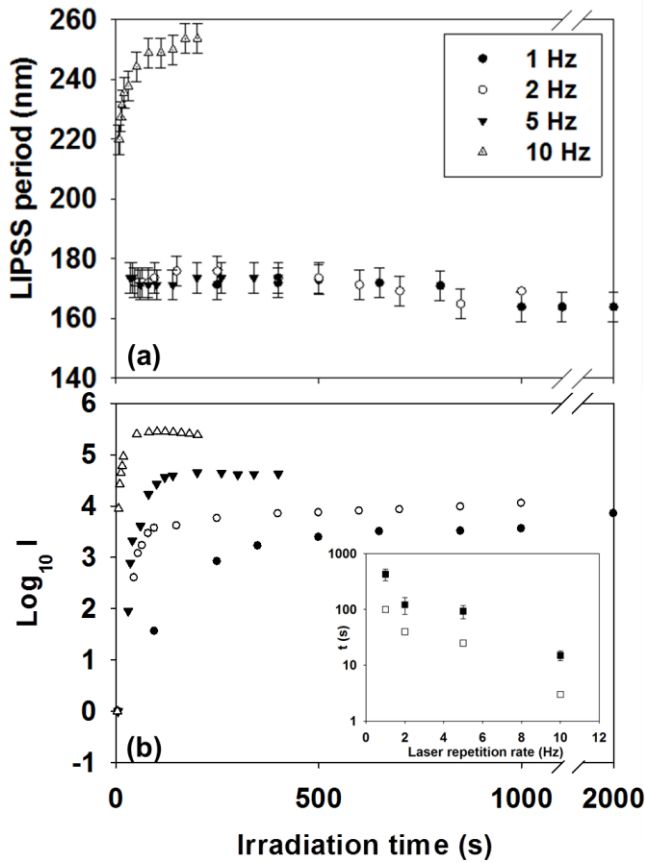 260
240
220
200
180
160
140
LIPSS period (nm)
1 Hz
2 Hz
5 Hz
10 Hz
(a)
6
5
4
3
2
1
0
-1
Log10 I
(b)
1000
100
10
1
t (s)
0 2 4 6 8 10 12
Laser repetition rate (Hz)
0 500 1000 2000
Irradiation time (s)